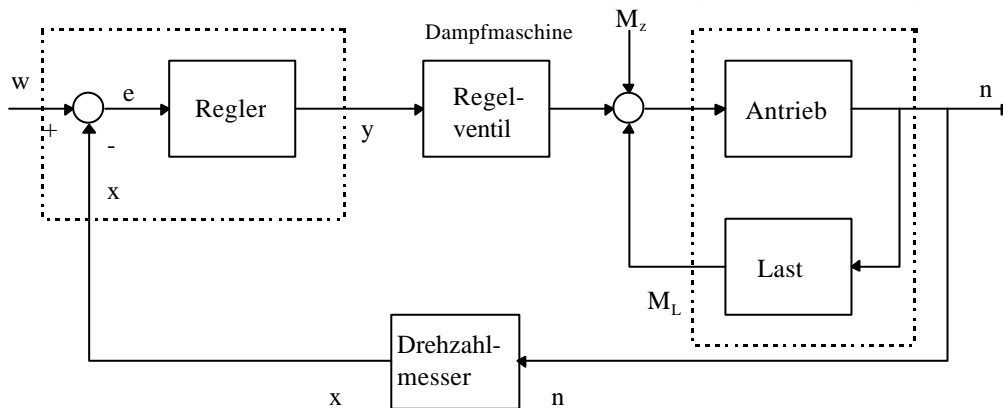 M_z
Dampfmaschine
w
e
Regler
Regel-
ventil
Antrieb
n
+
-
y
x
Last
M_L
Drehzahl-
messer
x
n